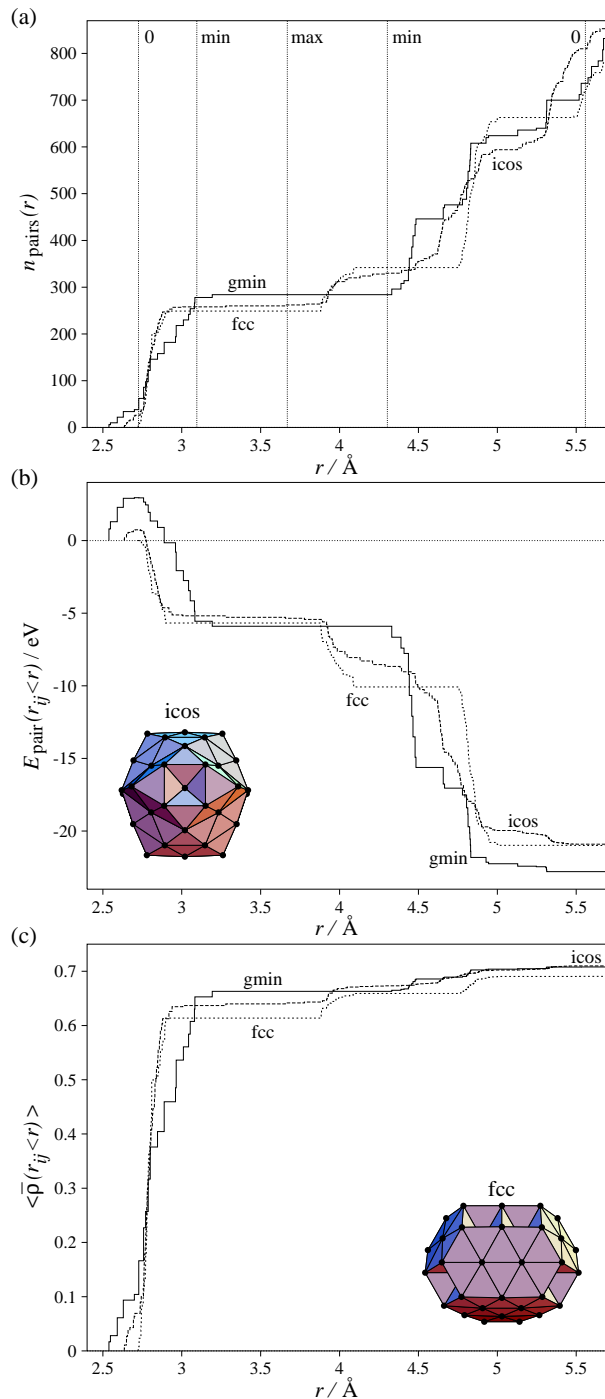 (a)
0 min max min 0
800
700
600
500
400
300
200
100
0
n pairs(r)
icos
gmin
fcc
2.5 3 3.5 4 4.5 5 5.5
r / Å
(b)
0
-5
-10
-15
-20
E pair(r ij<r) / eV
icos
fcc
icos
gmin
2.5 3 3.5 4 4.5 5 5.5
r / Å
(c)
0.7
0.6
0.5
0.4
0.3
0.2
0.1
0
<ρ̄(r ij<r)>
icos
gmin
fcc
fcc
2.5 3 3.5 4 4.5 5 5.5
r / Å